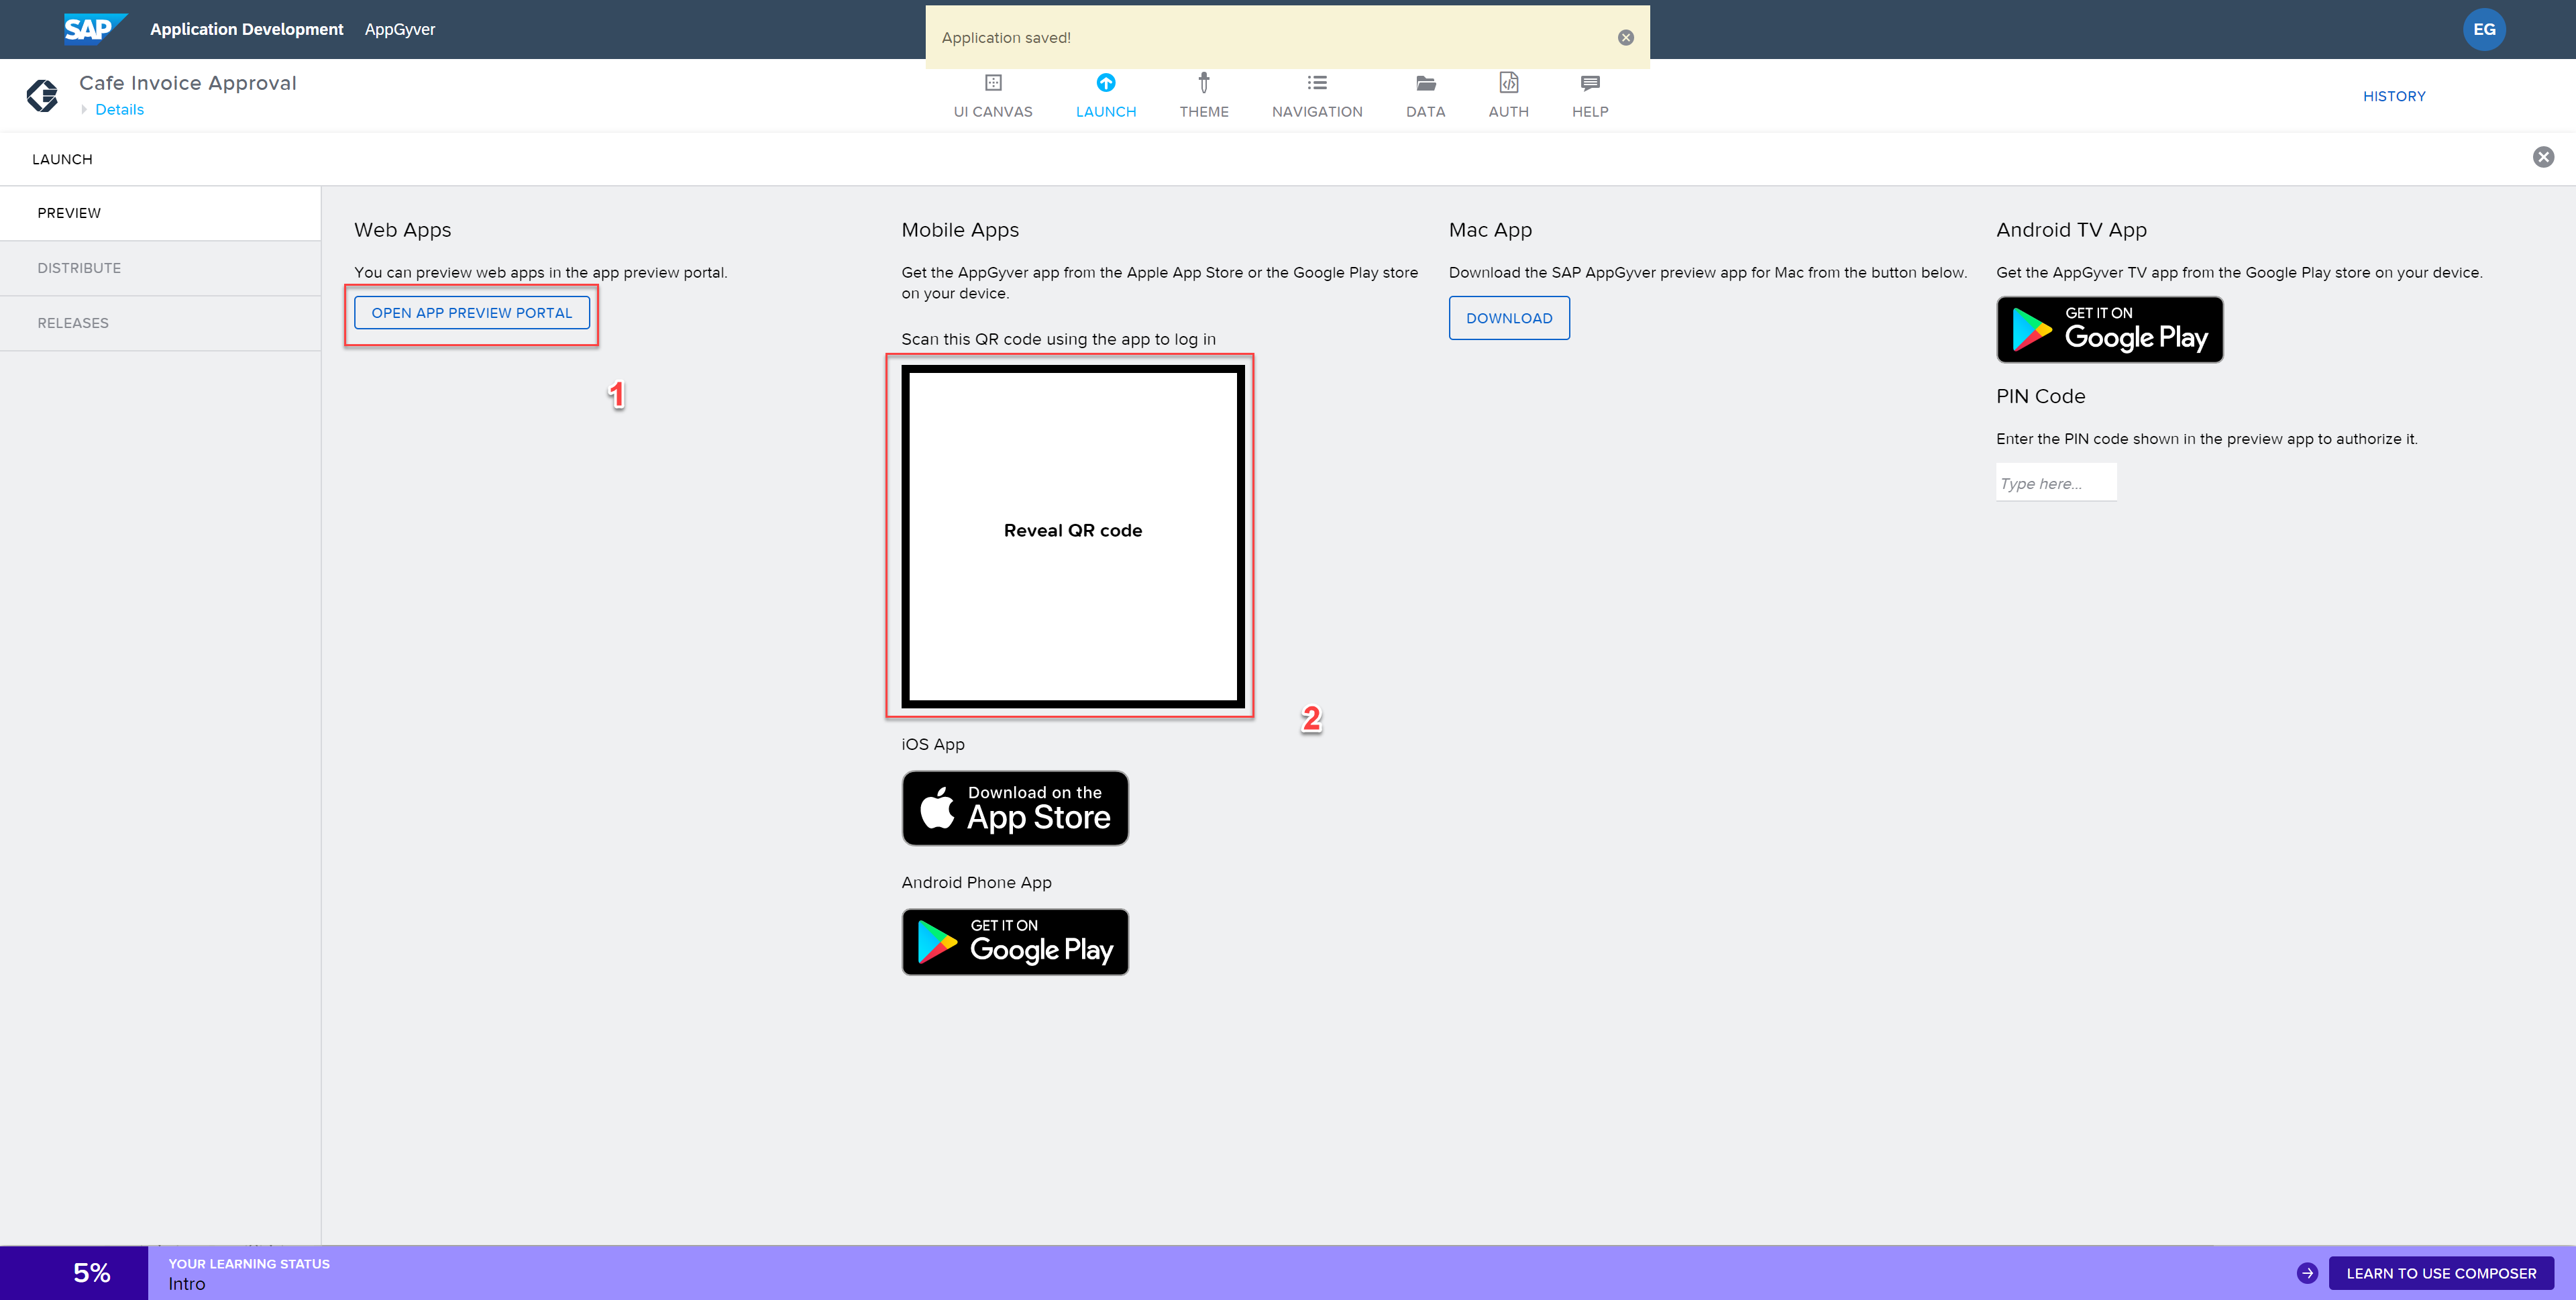 SAP Application Development AppGyver
Application saved!
EG
Cafe Invoice Approval
Details
UI CANVAS
LAUNCH
THEME
NAVIGATION
DATA
AUTH
HELP
HISTORY
LAUNCH
PREVIEW
DISTRIBUTE
RELEASES
Web Apps
You can preview web apps in the app preview portal.
OPEN APP PREVIEW PORTAL
1
Mobile Apps
Get the AppGyver app from the Apple App Store or the Google Play store
on your device.
Scan this QR code using the app to log in
Reveal QR code
2
iOS App
Download on the
App Store
Android Phone App
GET IT ON
Google Play
Mac App
Download the SAP AppGyver preview app for Mac from the button below.
DOWNLOAD
Android TV App
Get the AppGyver TV app from the Google Play store on your device.
GET IT ON
Google Play
PIN Code
Enter the PIN code shown in the preview app to authorize it.
Type here...
5%
YOUR LEARNING STATUS
Intro
LEARN TO USE COMPOSER